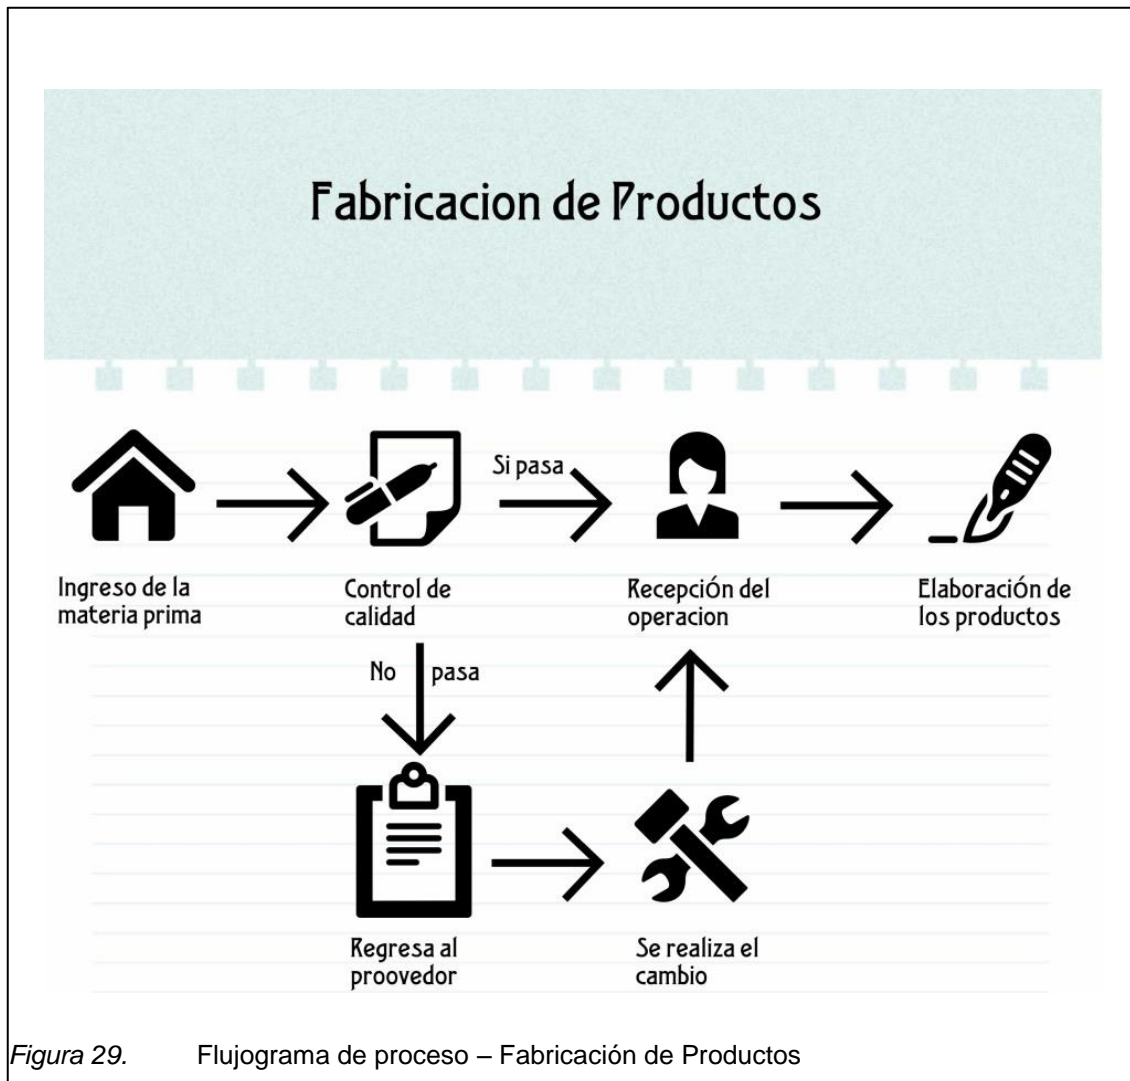 Fabricacion de Productos
Si pasa
Ingreso de la
materia prima
Control de
calidad
Recepción del
operacion
Elaboración de
los productos
No pasa
Regresa al
proovedor
Se realiza el
cambio
Figura 29. Flujograma de proceso – Fabricación de Productos